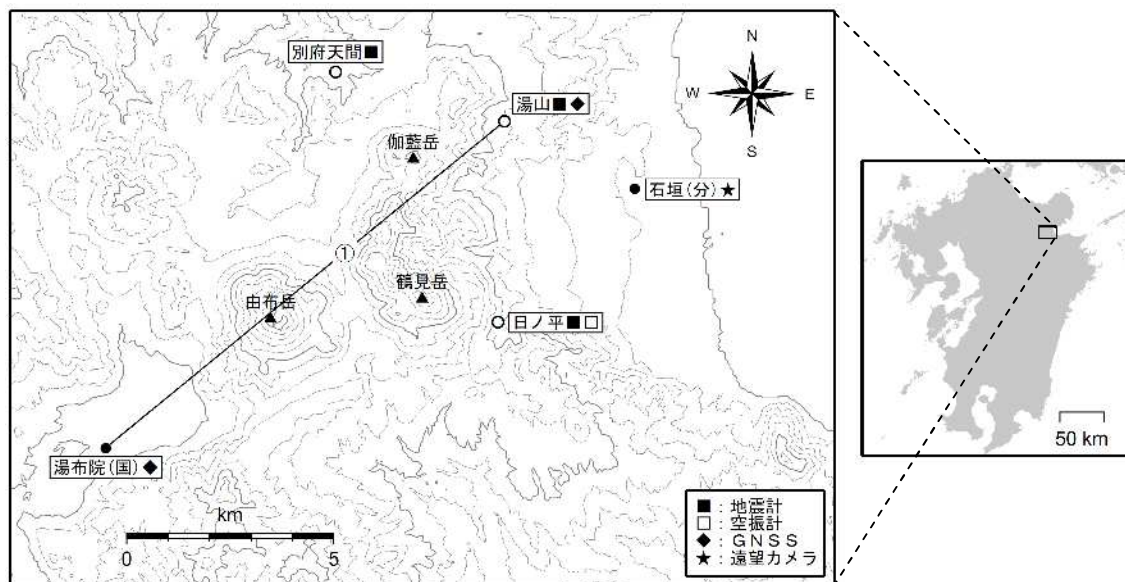 別府天間■
N
湯山■◆
W
E
伽藍岳
S
石垣(分)★
①
鶴見岳
由布岳
日ノ平■□
湯布院(国)◆
km
0
5
■：地震計
□：空振計
◆：ＧＮＳＳ
★：遠望カメラ
50 km